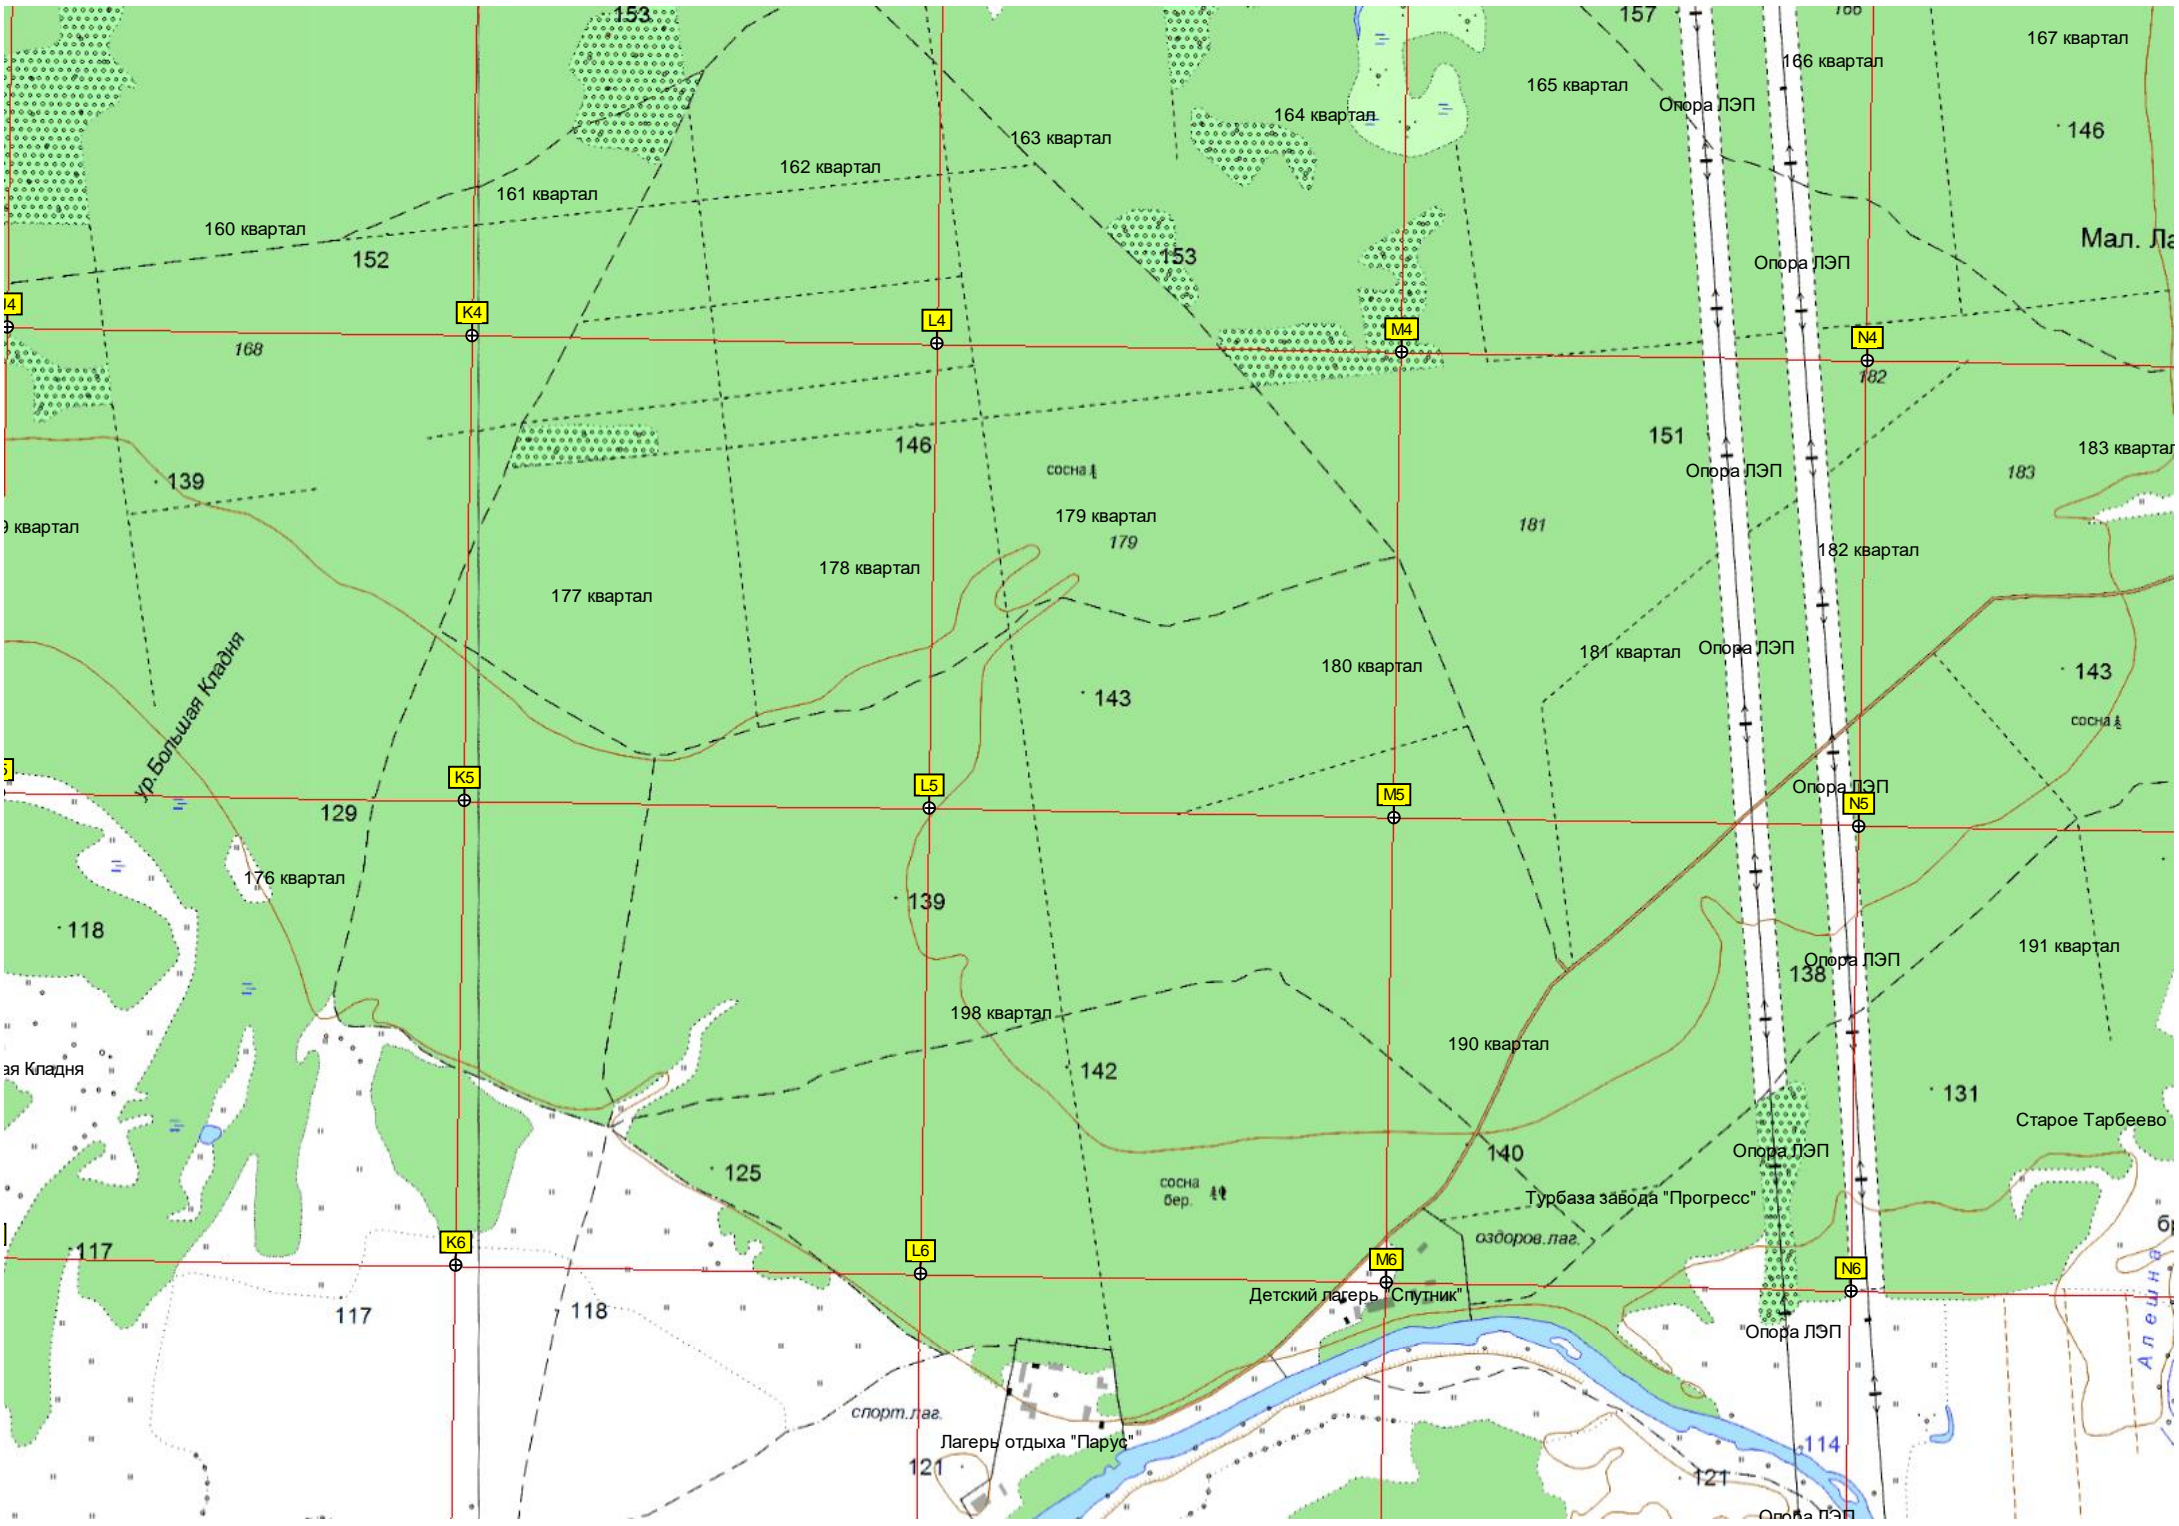 153
157
166
167 квартал
166 квартал
165 квартал
Опора ЛЭП
164 квартал
163 квартал
146
162 квартал
161 квартал
160 квартал
152
153
Мал. Ла
Опора ЛЭП
J4
K4
L4
M4
N4
168
182
146
151
183 квартал
сосна
Опора ЛЭП
183
139
179 квартал
181
9 квартал
179
182 квартал
178 квартал
177 квартал
ур.Большая Кладня
181 квартал
Опора ЛЭП
180 квартал
143
143
сосна
5
K5
L5
M5
Опора ЛЭП
N5
129
176 квартал
139
118
191 квартал
Опора ЛЭП
138
198 квартал
190 квартал
ая Кладня
142
131
Старое Тарбеево
Опора ЛЭП
140
125
сосна
бер.
Турбаза завода "Прогресс"
оздоров.лаг.
117
K6
L6
M6
N6
Детский лагерь "Спутник"
117
118
Опора ЛЭП
Алешна
спорт.лаг.
Лагерь отдыха "Парус"
114
121
121
Опора ЛЭП